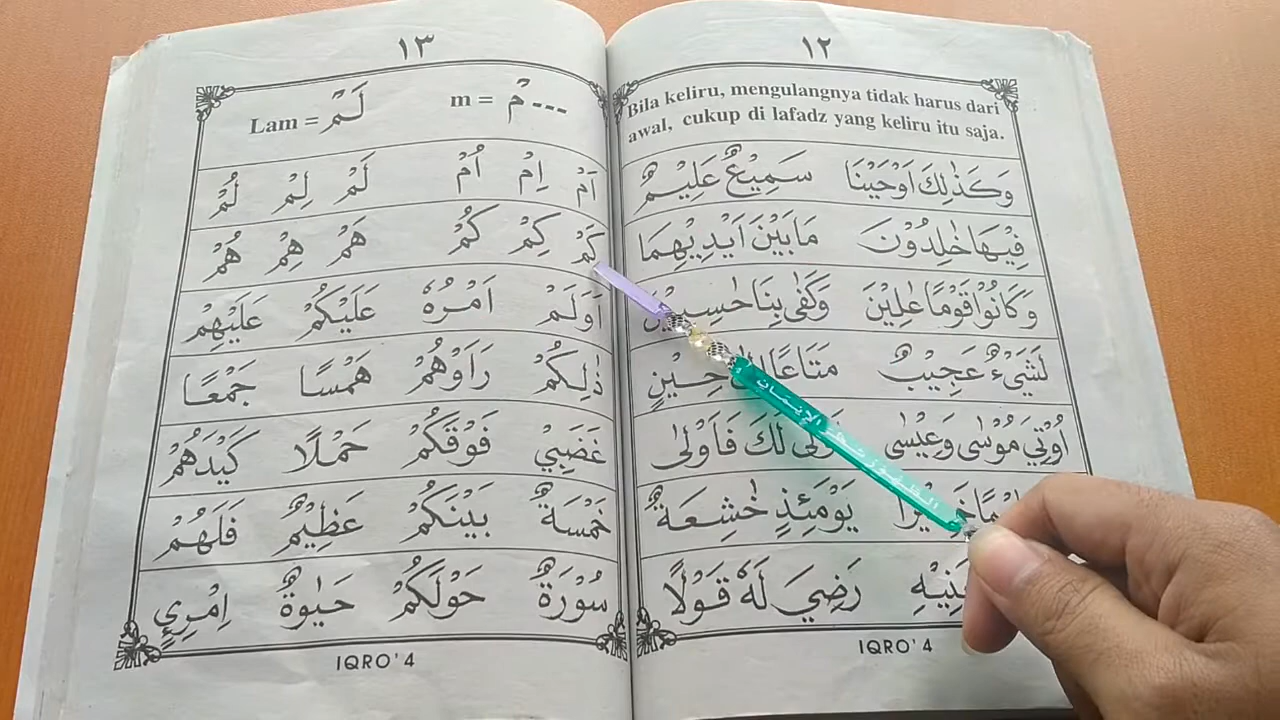 ١٢
Bila keliru, mengulangnya tidak harus dari
awal, cukup di lafadz yang keliru itu saja.
وَكَذٰلِكَ اَوْحَيْنَا سَمِيْعٌ عَلِيْمٌ
فِيْهَا خٰلِدُوْنَ مَا بَيْنَ اَيْدِيْهِمَا
وَكَانُوْا قَوْمًا عٰلِيْنَ وَكَفٰى بِنَا حٰسِبِيْنَ
لَشَيْءٌ عَجِيْبٌ مَتَاعًا حِيْنٍ
اُوْتِيَ مُوْسٰى وَعِيْسٰى لَكَ فَاَوْلٰى
يَوْمَئِذٍ خٰشِعَةٌ
رَضِيَ لَهٗ قَوْلًا
IQRO' 4
١٣
--- مْ = m لَمْ = Lam
اَمْ اِمْ اُمْ لَمْ لِمْ لُمْ
كَمْ كِمْ كُمْ هَمْ هِمْ هُمْ
اَوَلَمْ اَمْرُهٗ عَلَيْكُمْ عَلَيْهِمْ
ذٰلِكُمْ رَاَوْهُمْ هَمْسًا جَمْعًا
غَضَبِيْ فَوْقَكُمْ حَمْلًا كَيْدَهُمْ
خَمْسَةٌ بَيْنَكُمْ عَظِيْمٌ فَلَهُمْ
سُوْرَةٌ حَوْلَكُمْ حَيٰوةٌ اِمْرِيٍ
IQRO' 4